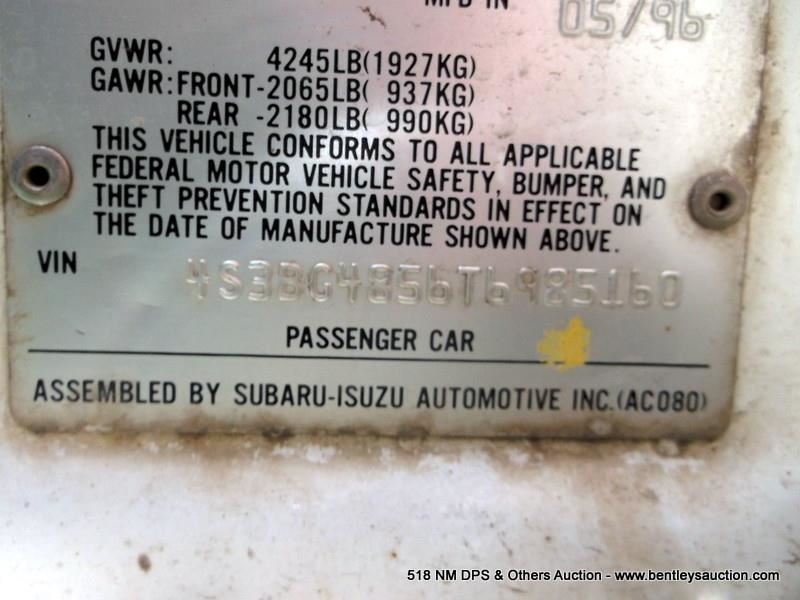 MFD IN 05/96
GVWR: 4245LB(1927KG)
GAWR:FRONT-2065LB( 937KG)
REAR -2180LB( 990KG)
THIS VEHICLE CONFORMS TO ALL APPLICABLE
FEDERAL MOTOR VEHICLE SAFETY, BUMPER, AND
THEFT PREVENTION STANDARDS IN EFFECT ON
THE DATE OF MANUFACTURE SHOWN ABOVE.
VIN 4S3BG4856T6985160
PASSENGER CAR
ASSEMBLED BY SUBARU-ISUZU AUTOMOTIVE INC.(AC080)
518 NM DPS & Others Auction - www.bentleysauction.com